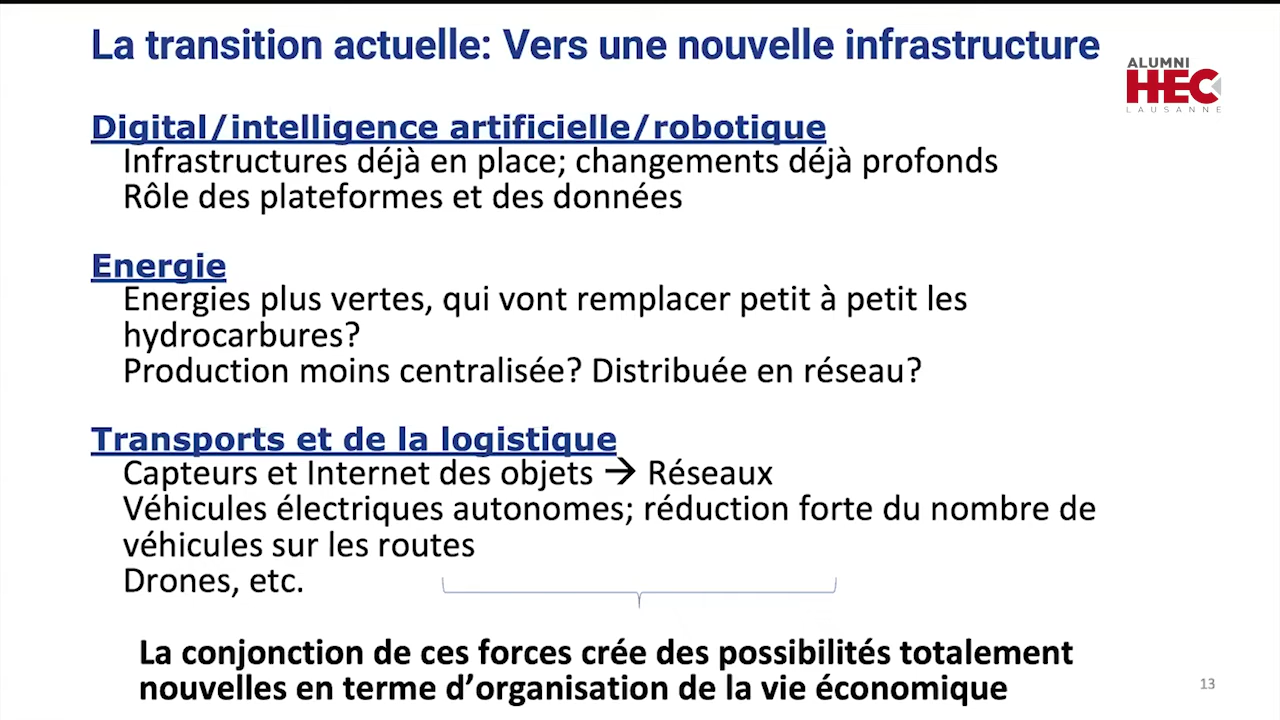 La transition actuelle: Vers une nouvelle infrastructure
ALUMNI
HEC
LAUSANNE
Digital/intelligence artificielle/robotique
Infrastructures déjà en place; changements déjà profonds
Rôle des plateformes et des données
Energie
Energies plus vertes, qui vont remplacer petit à petit les
hydrocarbures?
Production moins centralisée? Distribuée en réseau?
Transports et de la logistique
Capteurs et Internet des objets → Réseaux
Véhicules électriques autonomes; réduction forte du nombre de
véhicules sur les routes
Drones, etc.
La conjonction de ces forces crée des possibilités totalement
nouvelles en terme d’organisation de la vie économique
13